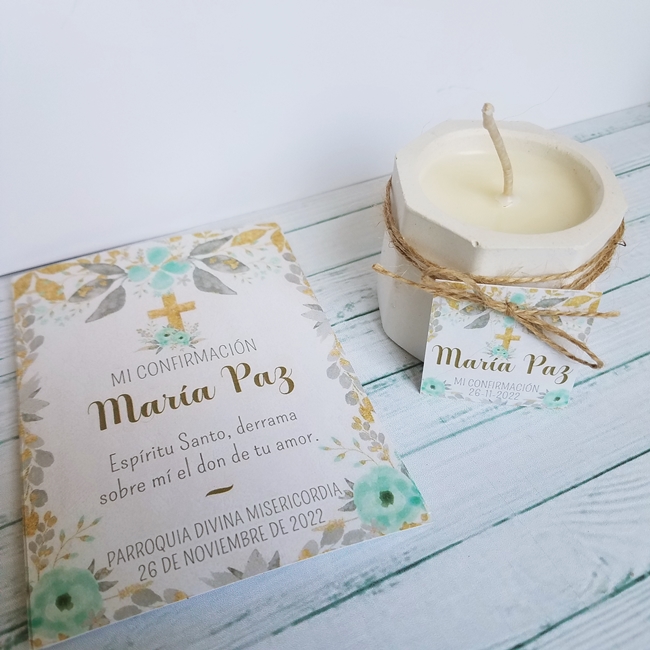 MI CONFIRMACIÓN
María Paz
Espíritu Santo, derrama
sobre mí el don de tu amor.
PARROQUIA DIVINA MISERICORDIA
26 DE NOVIEMBRE DE 2022
María Paz
MI CONFIRMACIÓN
26-11-2022